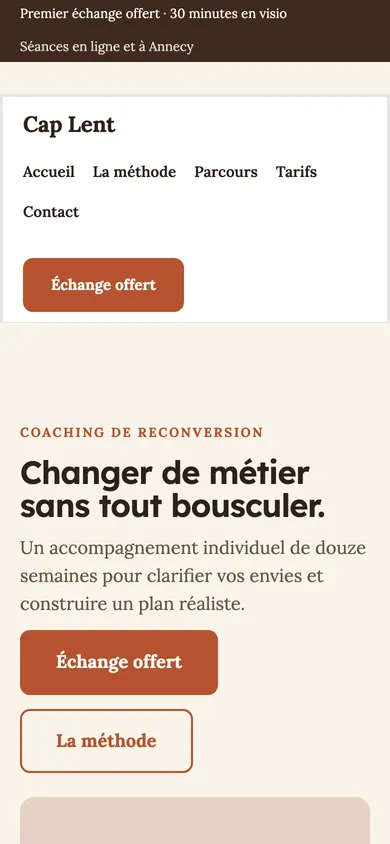 Premier échange offert · 30 minutes en visio
Séances en ligne et à Annecy
Cap Lent
Accueil La méthode Parcours Tarifs
Contact
Échange offert
COACHING DE RECONVERSION
Changer de métier
sans tout bousculer.
Un accompagnement individuel de douze
semaines pour clarifier vos envies et
construire un plan réaliste.
Échange offert
La méthode